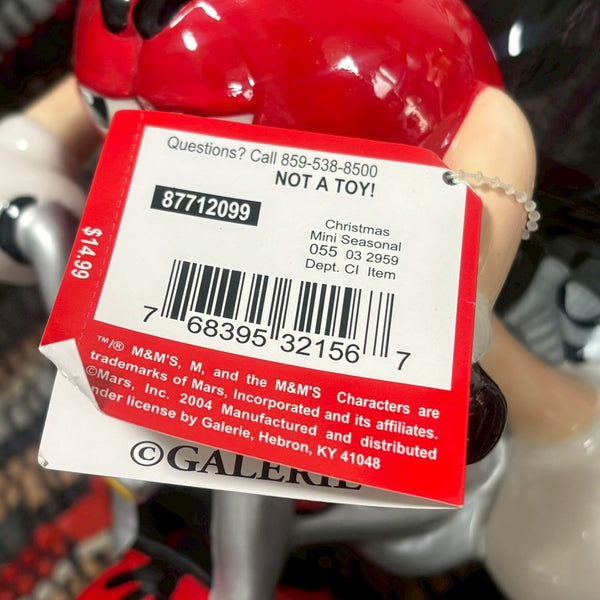 Questions? Call 859-538-8500
NOT A TOY!
87712099
$14.99
Christmas
Mini Seasonal
055 03 2959
Dept. CI Item
7 68395 32156 7
™/® M&M'S, M, and the M&M'S Characters are
trademarks of Mars, Incorporated and its affiliates.
©Mars, Inc. 2004 Manufactured and distributed
under license by Galerie, Hebron, KY 41048
©GALERIE